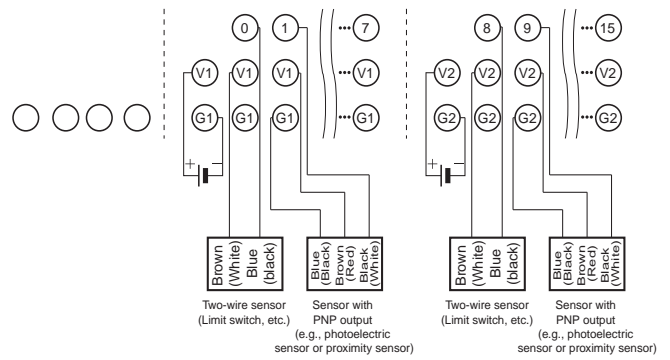 0 1 ··· 7 8 9 ··· 15
V1 V1 V1 ··· V1 V2 V2 V2 ··· V2
G1 G1 G1 ··· G1 G2 G2 G2 ··· G2
+ − + −
Brown
(White)
Blue
(black)
Blue
(Black)
Brown
(Red)
Black
(White)
Brown
(White)
Blue
(black)
Blue
(Black)
Brown
(Red)
Black
(White)
Two-wire sensor
(Limit switch, etc.)
Sensor with
PNP output
(e.g., photoelectric
sensor or proximity sensor)
Two-wire sensor
(Limit switch, etc.)
Sensor with
PNP output
(e.g., photoelectric
sensor or proximity sensor)